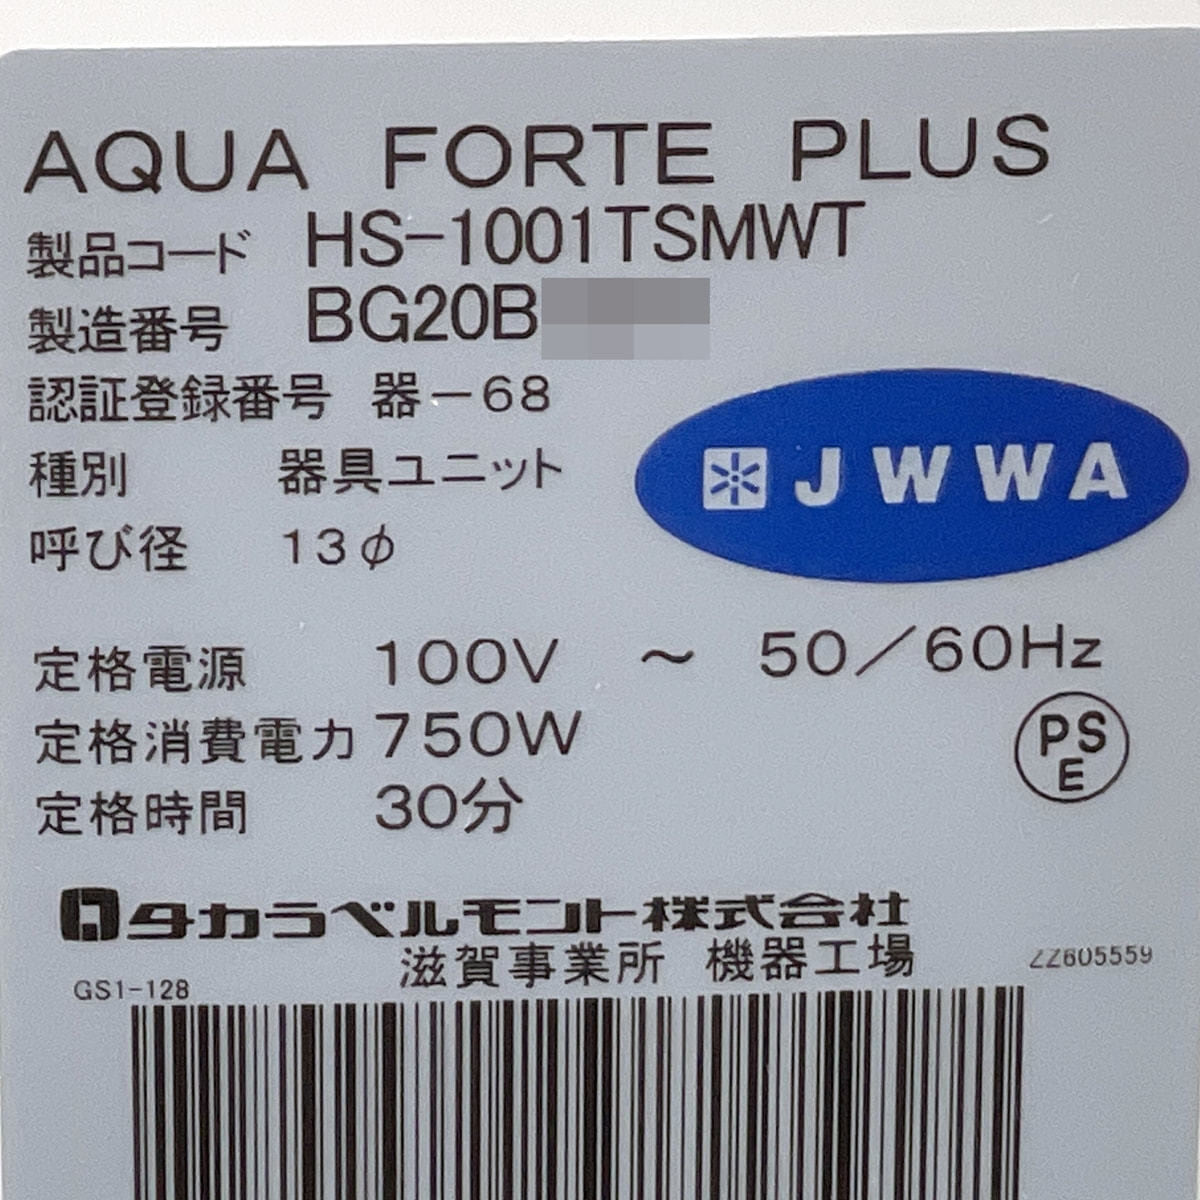 AQUA FORTE PLUS
製品コード HS-1001TSMWT
製造番号 BG20B
認証登録番号 器-68
種別 器具ユニット
JWWA
呼び径 13φ
定格電源 100V ～ 50/60Hz
定格消費電力 750W
PS
E
定格時間 30分
タカラベルモント株式会社
滋賀事業所 機器工場
ZZ605559
GS1-128